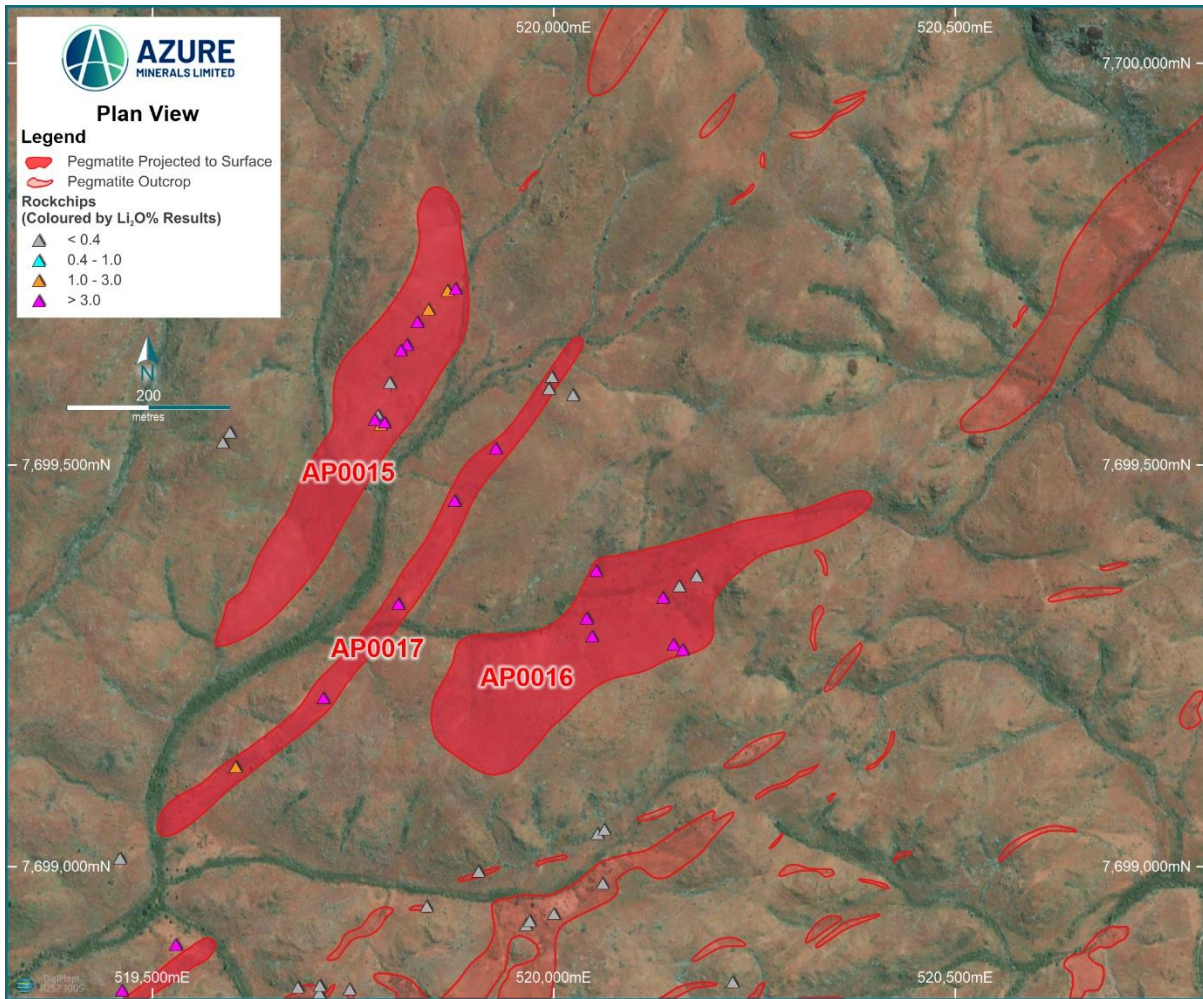 AZURE
MINERALS LIMITED
Plan View
Legend
Pegmatite Projected to Surface
Pegmatite Outcrop
Rockchips
(Coloured by Li₂O% Results)
< 0.4
0.4 - 1.0
1.0 - 3.0
> 3.0
N
200
metres
520,000mE
520,500mE
7,700,000mN
7,699,500mN
7,699,500mN
AP0015
AP0017
AP0016
7,699,000mN
7,699,000mN
519,500mE
520,000mE
520,500mE
DigiMaps